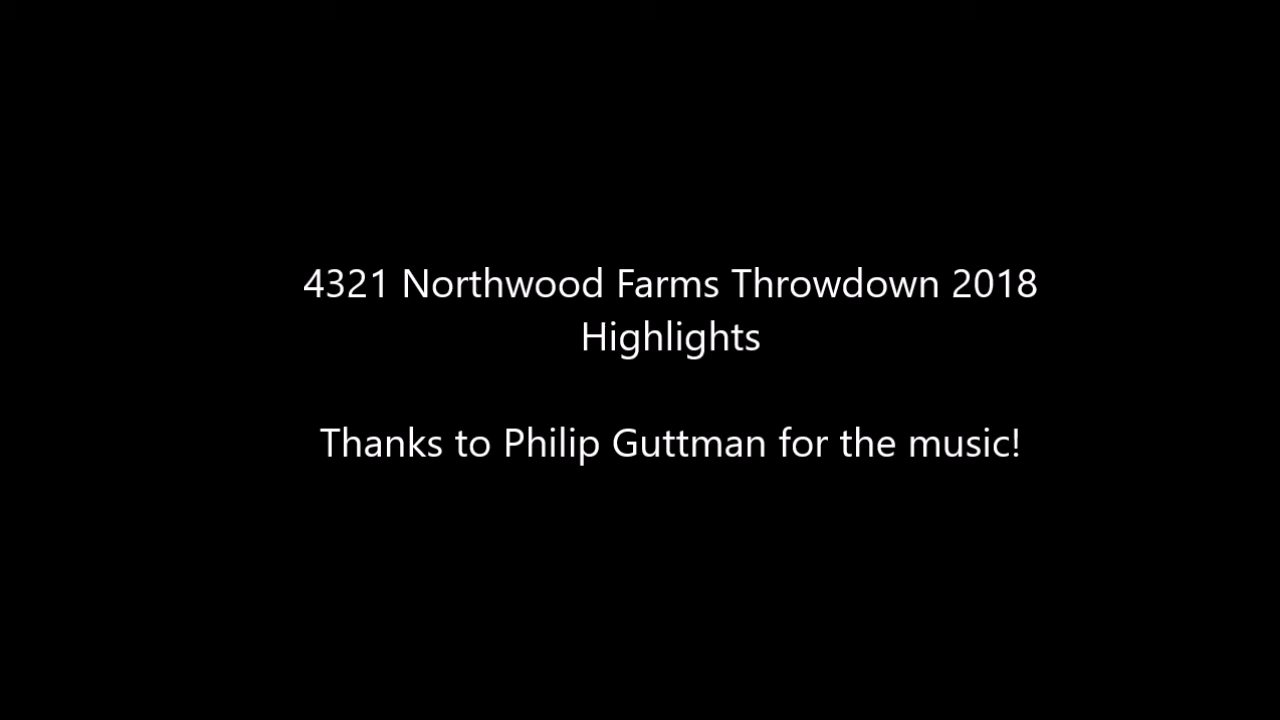 4321 Northwood Farms Throwdown 2018
Highlights
Thanks to Philip Guttman for the music!